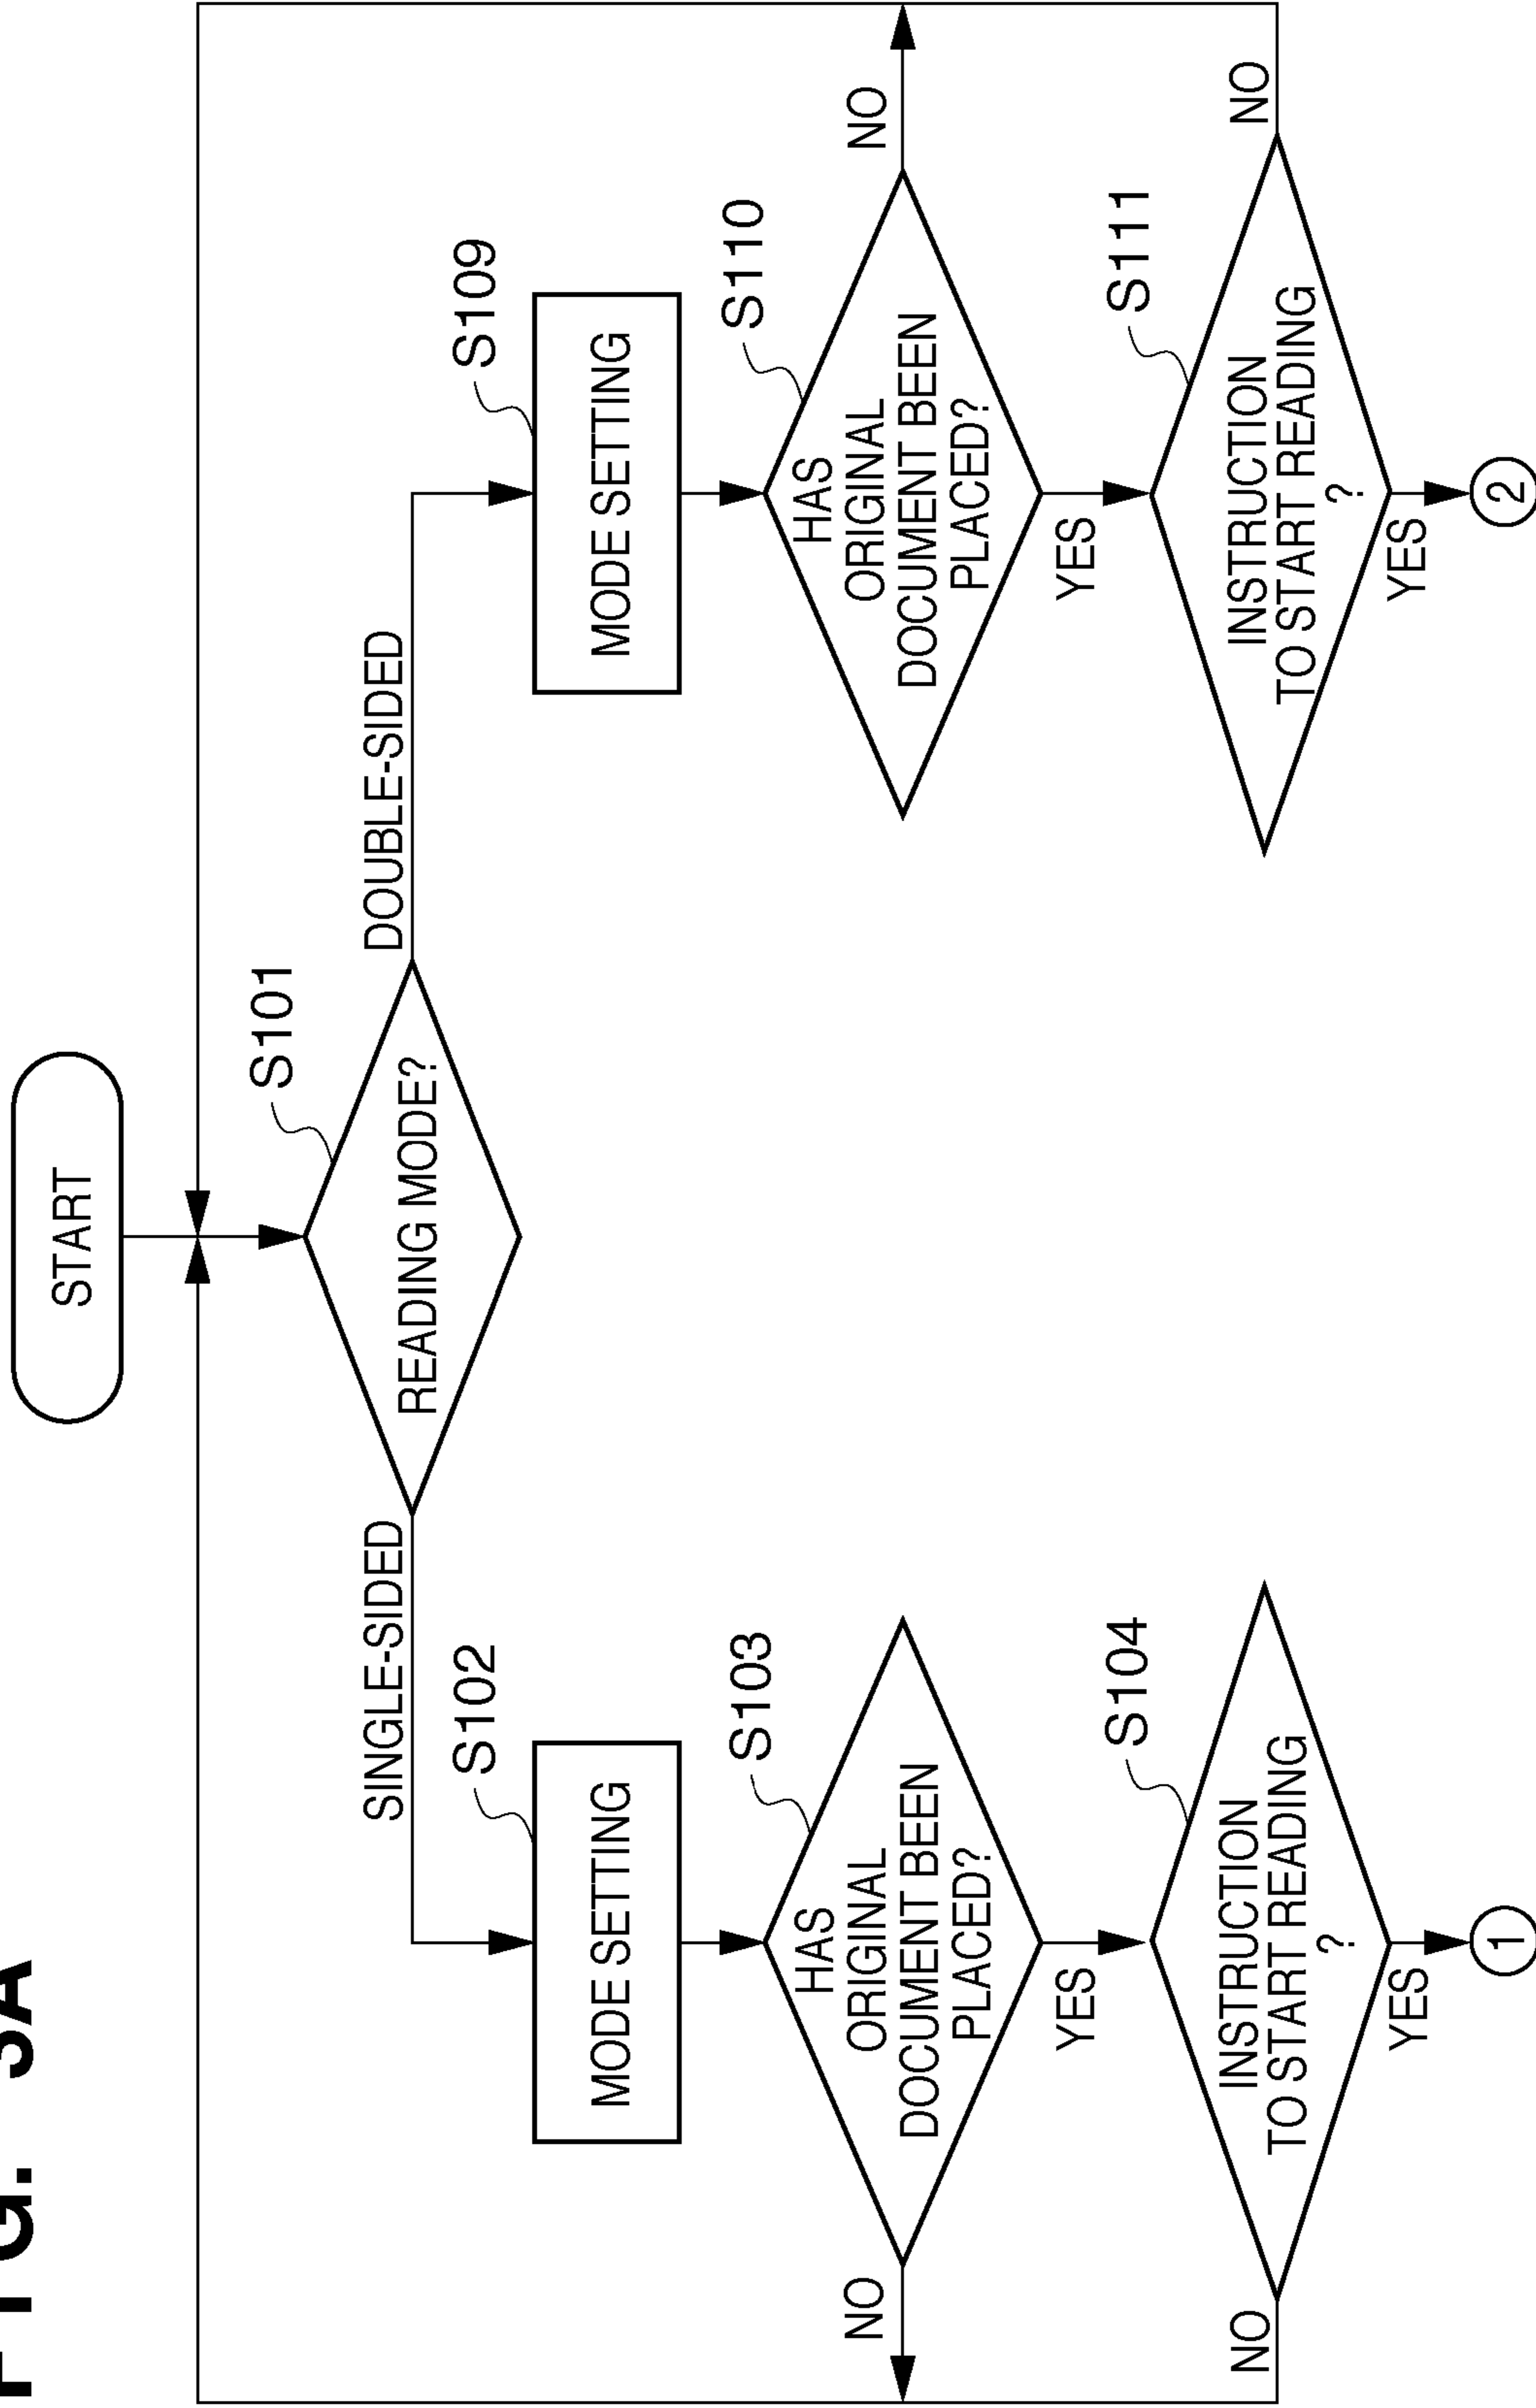 FIG. 3A
START
S101
READING MODE?
SINGLE-SIDED
DOUBLE-SIDED
S102
MODE SETTING
S109
MODE SETTING
S103
HAS
ORIGINAL
DOCUMENT BEEN
PLACED?
NO
YES
S110
HAS
ORIGINAL
DOCUMENT BEEN
PLACED?
NO
YES
S104
INSTRUCTION
TO START READING
?
NO
YES
1
S111
INSTRUCTION
TO START READING
?
NO
YES
2